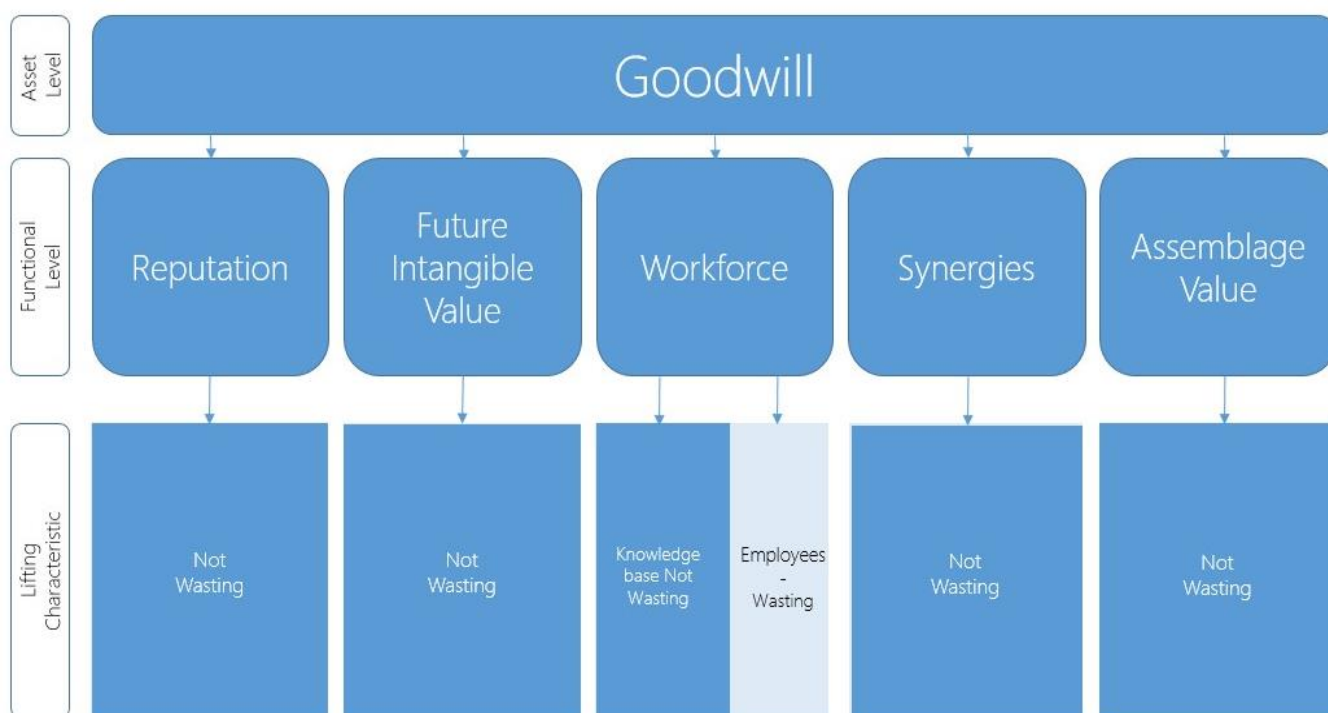 Asset
Level
Goodwill
Functional
Level
Reputation
Future
Intangible
Value
Workforce
Synergies
Assemblage
Value
Lifting
Characteristic
Not
Wasting
Not
Wasting
Knowledge
base Not
Wasting
Employees
-
Wasting
Not
Wasting
Not
Wasting